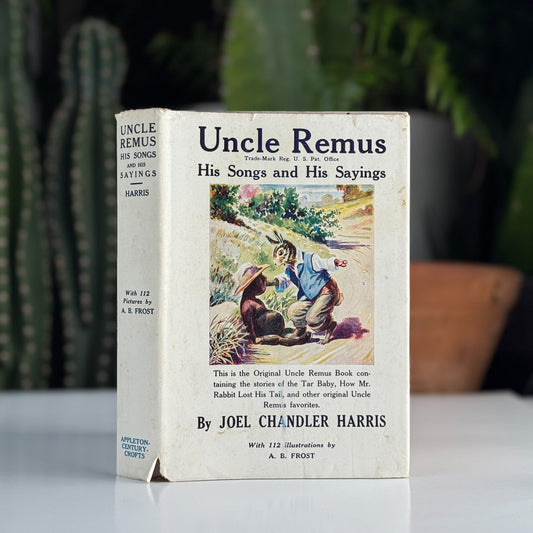 UNCLE
REMUS
HIS SONGS
AND HIS
SAYINGS
HARRIS
With 112
Pictures by
A. B. FROST
APPLETON-
CENTURY-
CROFTS
Uncle Remus
Trade-Mark Reg. U. S. Pat. Office
His Songs and His Sayings
This is the Original Uncle Remus Book con-
taining the stories of the Tar Baby, How Mr.
Rabbit Lost His Tail, and other original Uncle
Remus favorites.
By JOEL CHANDLER HARRIS
With 112 illustrations by
A. B. FROST